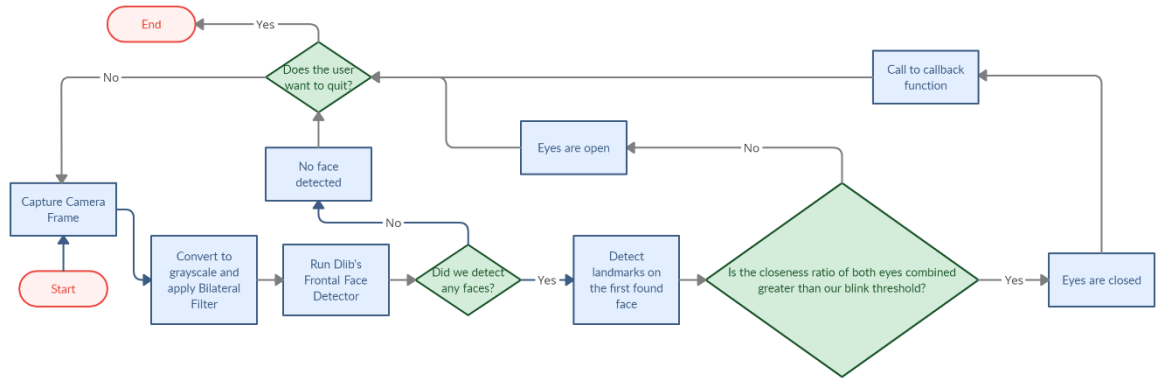 End
Yes
Does the user
want to quit?
No
Call to callback
function
Eyes are open
No
No face
detected
Capture Camera
Frame
No
Convert to
grayscale and
apply Bilateral
Filter
Run Dlib's
Frontal Face
Detector
Did we detect
any faces?
Yes
Detect
landmarks on
the first found
face
Is the closeness ratio of both eyes combined
greater than our blink threshold?
Yes
Eyes are closed
Start